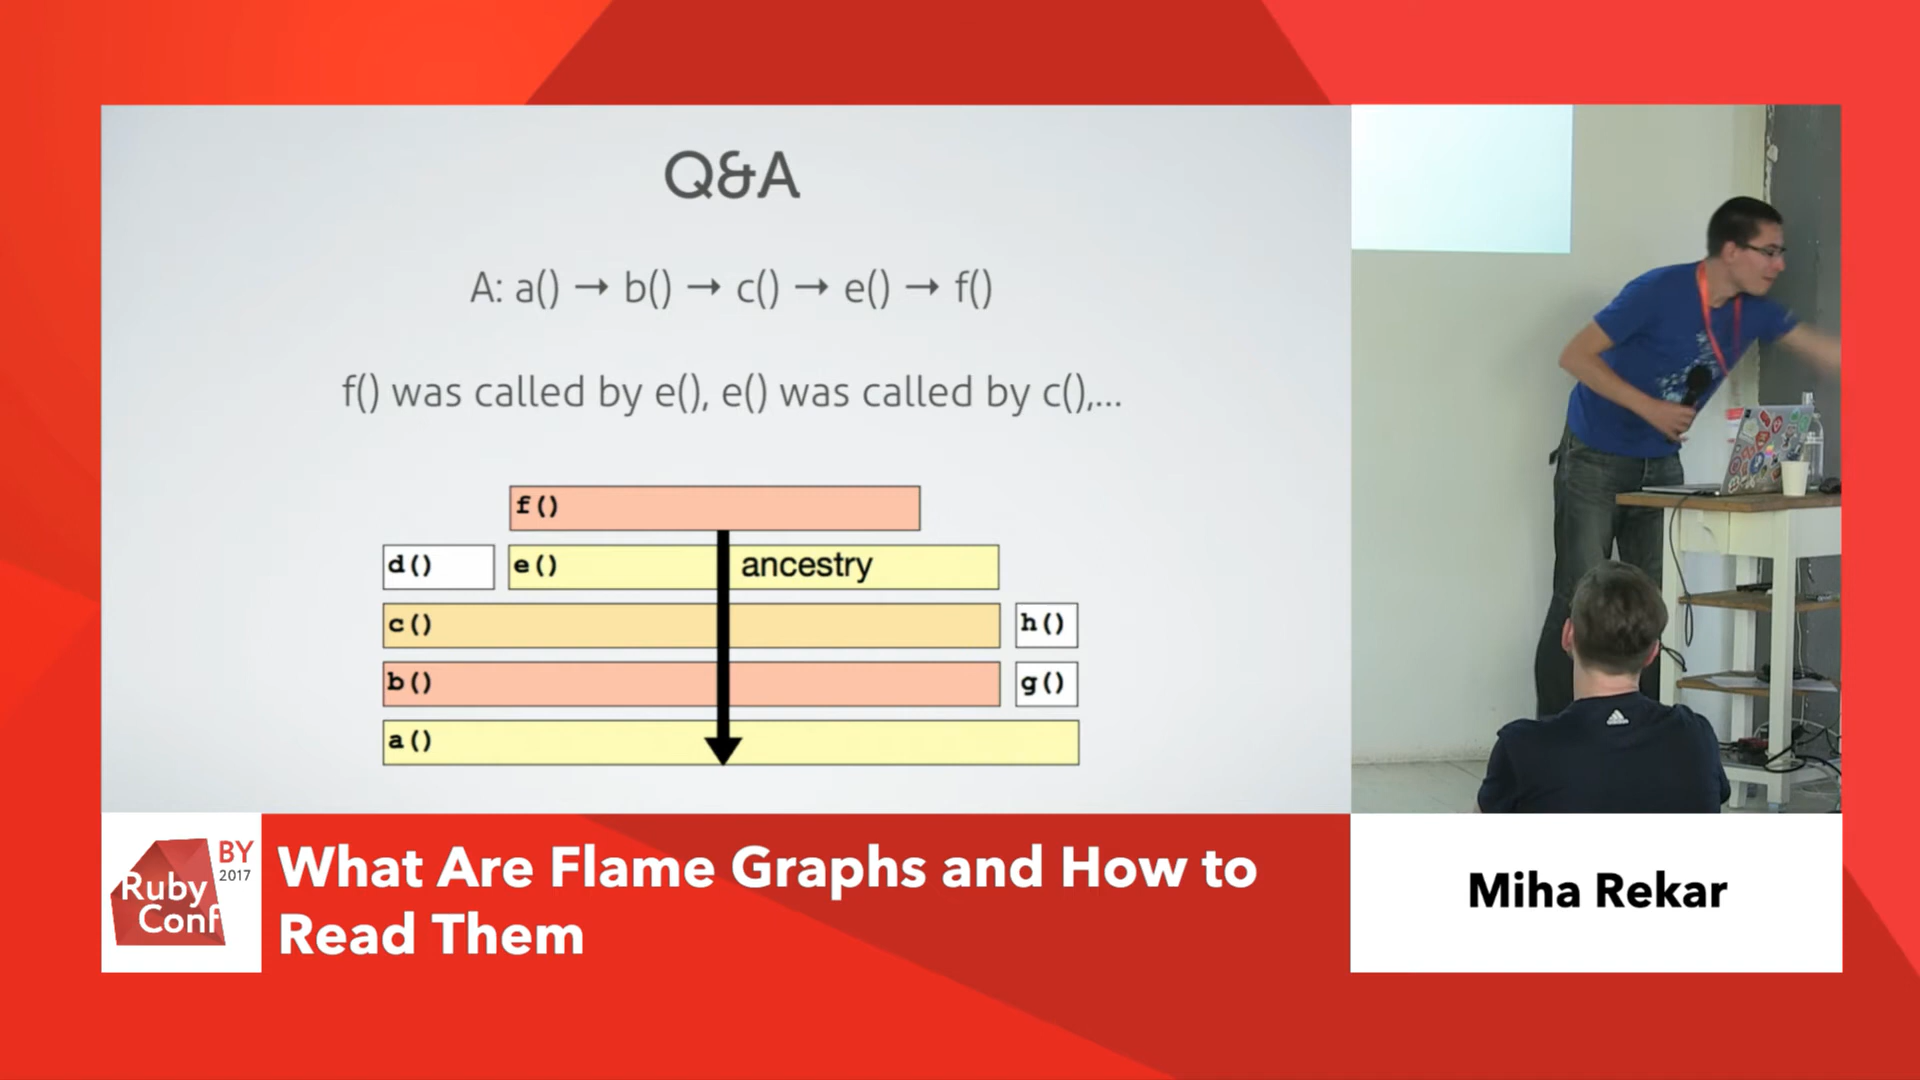 Q&A
A: a() → b() → c() → e() → f()
f() was called by e(), e() was called by c(),...
f()
d()
e()
ancestry
c()
h()
b()
g()
a()
BY
2017
Ruby
Conf
What Are Flame Graphs and How to
Read Them
Miha Rekar